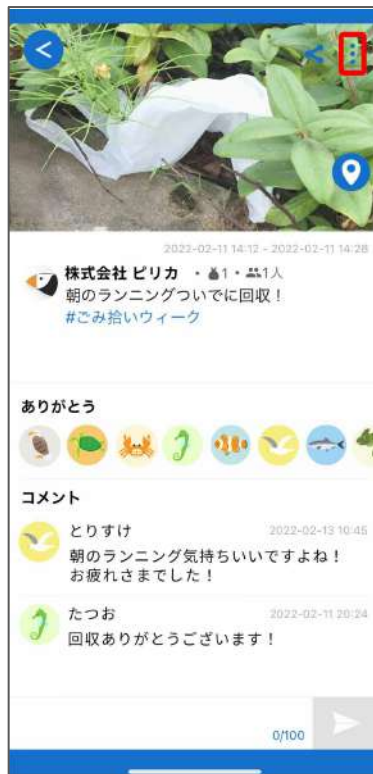 2022-02-11 14:12 - 2022-02-11 14:28
株式会社 ピリカ ・ 1・ 1人
朝のランニングついでに回収！
#ごみ拾いウィーク
ありがとう
コメント
とりすけ 2022-02-13 10:45
朝のランニング気持ちいいですよね！
お疲れさまでした！
たつお 2022-02-11 20:24
回収ありがとうございます！
0/100